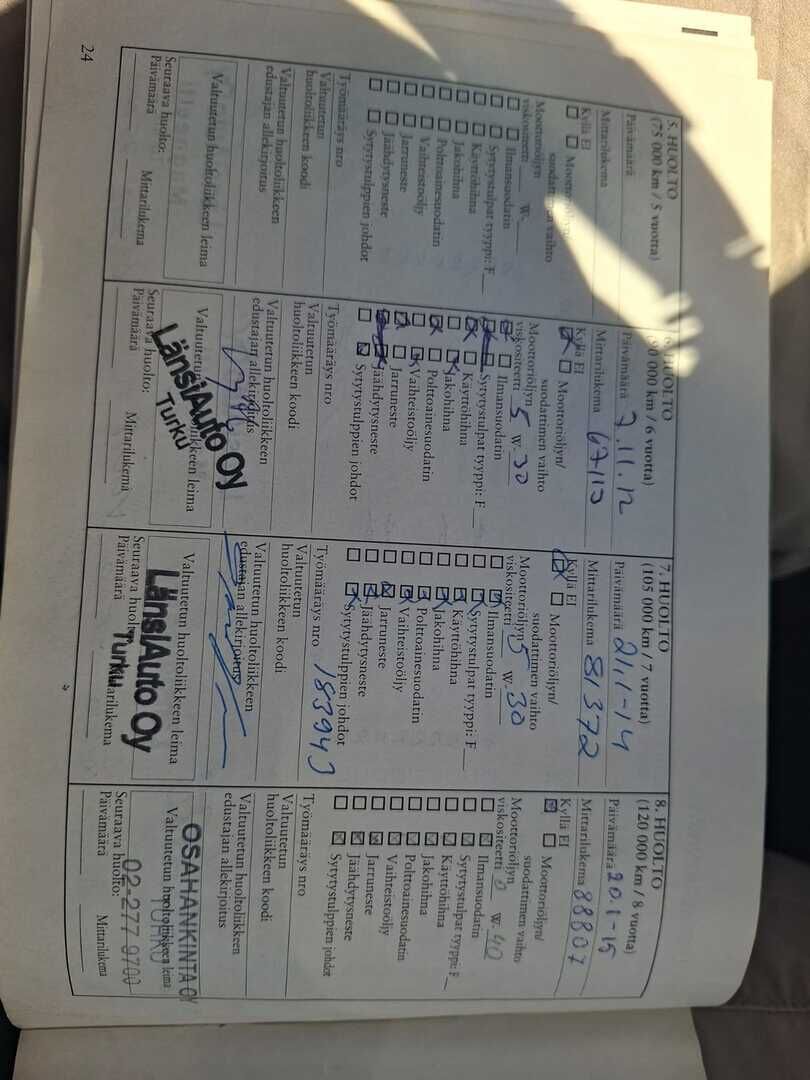 5. HUOLTO
(75 000 km / 5 vuotta)
Päivämäärä
Mittarilukema
Kyllä Ei
Moottoriöljyn/
suodattimen vaihto
Moottoriöljyn
viskositeetti W-
Ilmansuodatin
Sytytystulpat tyyppi: F
Käyttöhihna
Jakohihna
Polttoainesuodatin
Vaihteistoöljy
Jarruneste
Jäähdytysneste
Sytytystulppien johdot
Työmääräys nro
Valtuutetun
huoltoliikkeen koodi
Valtuutetun huoltoliikkeen
edustajan allekirjoitus
Valtuutetun huoltoliikkeen leima
Seuraava huolto:
Päivämäärä Mittarilukema
24
6. HUOLTO
(90 000 km / 6 vuotta)
Päivämäärä 7.11.12
Mittarilukema 67110
Kyllä Ei
Moottoriöljyn/
suodattimen vaihto
Moottoriöljyn
viskositeetti 5 W-30
Ilmansuodatin
Sytytystulpat tyyppi: F
Käyttöhihna
Jakohihna
Polttoainesuodatin
Vaihteistoöljy
Jarruneste
Jäähdytysneste
Sytytystulppien johdot
Työmääräys nro
Valtuutetun
huoltoliikkeen koodi
Valtuutetun huoltoliikkeen
edustajan allekirjoitus
Valtuutetun huoltoliikkeen leima
LänsiAuto Oy
Turku
Seuraava huolto:
Päivämäärä Mittarilukema
7. HUOLTO
(105 000 km / 7 vuotta)
Päivämäärä 21.1-14
Mittarilukema 81372
Kyllä Ei
Moottoriöljyn/
suodattimen vaihto
Moottoriöljyn
viskositeetti 5 W-30
Ilmansuodatin
Sytytystulpat tyyppi: F
Käyttöhihna
Jakohihna
Polttoainesuodatin
Vaihteistoöljy
Jarruneste
Jäähdytysneste
Sytytystulppien johdot
Työmääräys nro 183943
Valtuutetun
huoltoliikkeen koodi
Valtuutetun huoltoliikkeen
edustajan allekirjoitus
Valtuutetun huoltoliikkeen leima
LänsiAuto Oy
Turku
Seuraava huolto:
Päivämäärä Mittarilukema
8. HUOLTO
(120 000 km / 8 vuotta)
Päivämäärä 20.1-15
Mittarilukema 88807
Kyllä Ei
Moottoriöljyn/
suodattimen vaihto
Moottoriöljyn
viskositeetti 0 W-40
Ilmansuodatin
Sytytystulpat tyyppi: F
Käyttöhihna
Jakohihna
Polttoainesuodatin
Vaihteistoöljy
Jarruneste
Jäähdytysneste
Sytytystulppien johdot
Työmääräys nro
Valtuutetun
huoltoliikkeen koodi
Valtuutetun huoltoliikkeen
edustajan allekirjoitus
OSAHANKINTA OY
Valtuutetun huoltoliikkeen leima
TURKU
02-277 9700
Seuraava huolto:
Päivämäärä Mittarilukema